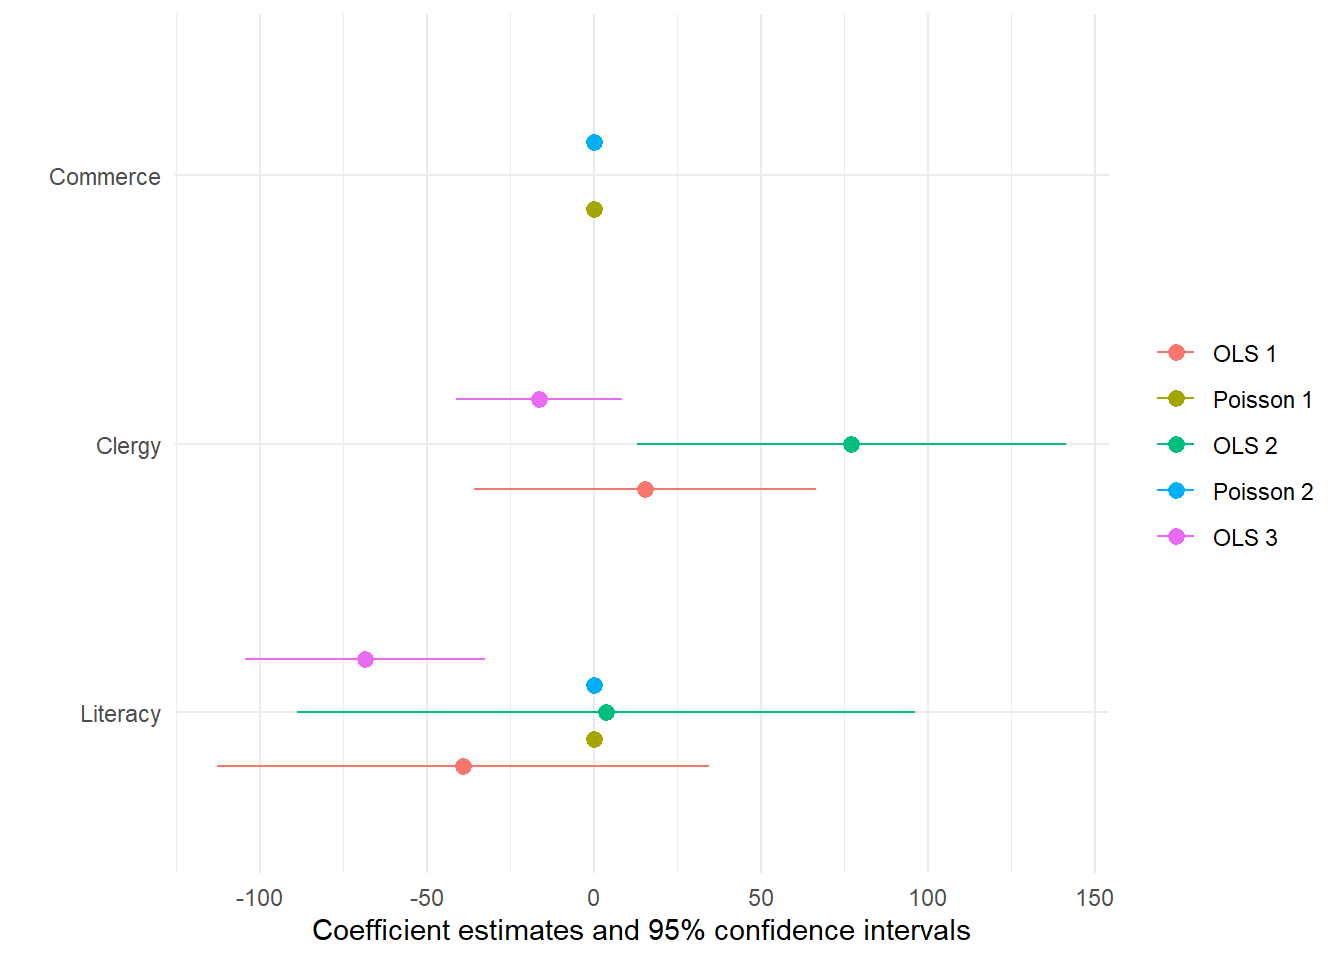 Commerce
Clergy
Literacy
-100 -50 0 50 100 150
Coefficient estimates and 95% confidence intervals
OLS 1
Poisson 1
OLS 2
Poisson 2
OLS 3